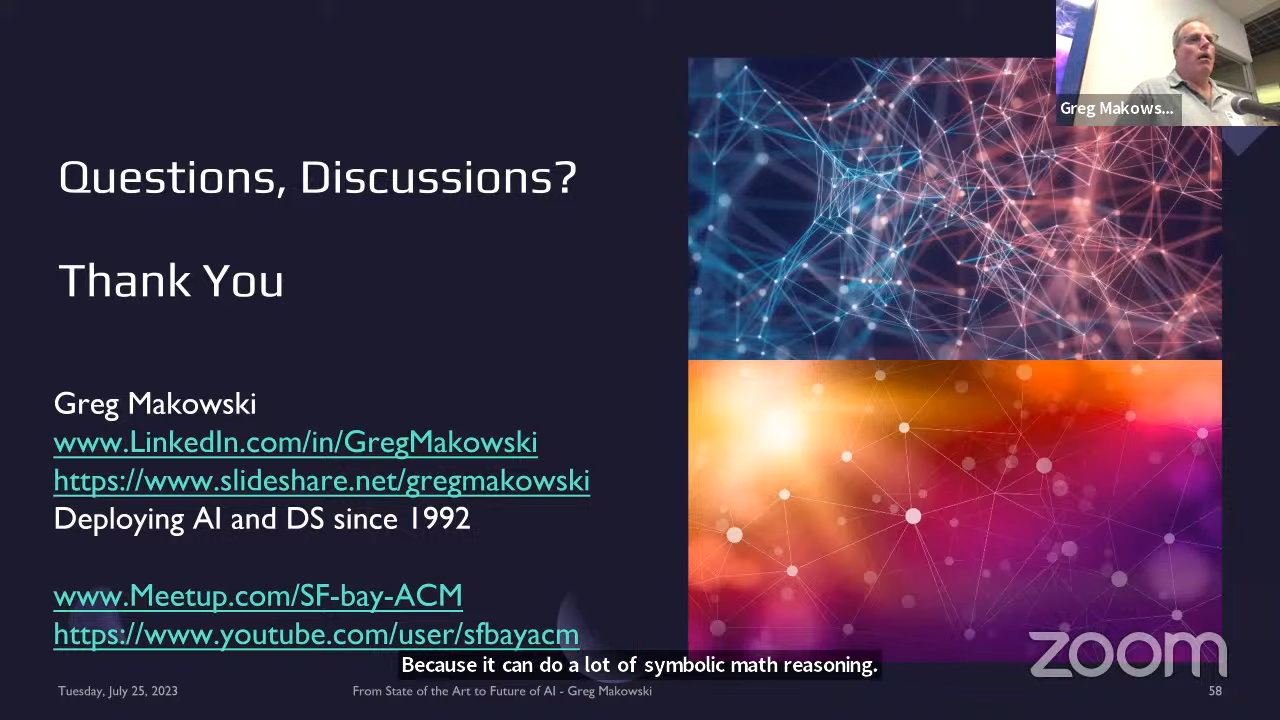 Greg Makows...
Questions, Discussions?
Thank You
Greg Makowski
www.LinkedIn.com/in/GregMakowski
https://www.slideshare.net/gregmakowski
Deploying AI and DS since 1992
www.Meetup.com/SF-bay-ACM
https://www.youtube.com/user/sfbayacm
Because it can do a lot of symbolic math reasoning.
zoom
Tuesday, July 25, 2023
From State of the Art to Future of AI - Greg Makowski
58